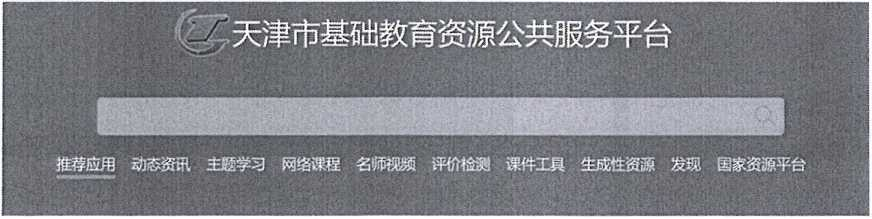 天津市基础教育资源公共服务平台
推荐应用 动态资讯 主题学习 网络课程 名师视频 评价检测 课件工具 生成性资源 发现 国家资源平台